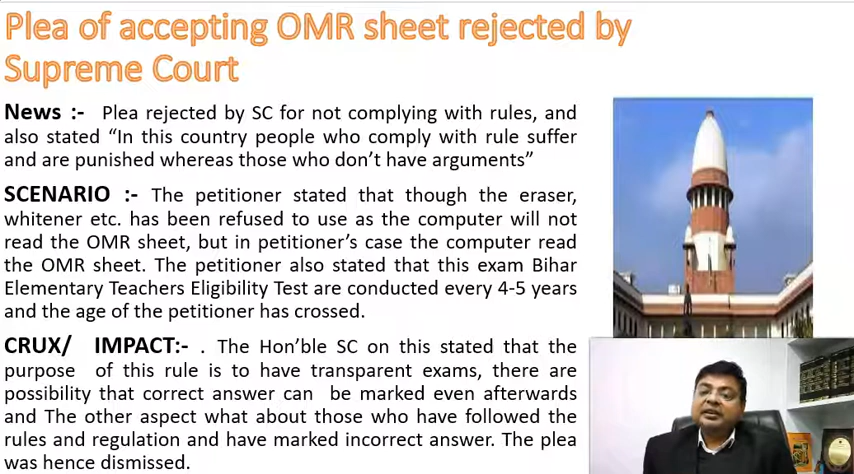 Plea of accepting OMR sheet rejected by
Supreme Court
News :- Plea rejected by SC for not complying with rules, and
also stated “In this country people who comply with rule suffer
and are punished whereas those who don’t have arguments”
SCENARIO :- The petitioner stated that though the eraser,
whitener etc. has been refused to use as the computer will not
read the OMR sheet, but in petitioner’s case the computer read
the OMR sheet. The petitioner also stated that this exam Bihar
Elementary Teachers Eligibility Test are conducted every 4-5 years
and the age of the petitioner has crossed.
CRUX/ IMPACT:- . The Hon’ble SC on this stated that the
purpose of this rule is to have transparent exams, there are
possibility that correct answer can be marked even afterwards
and The other aspect what about those who have followed the
rules and regulation and have marked incorrect answer. The plea
was hence dismissed.